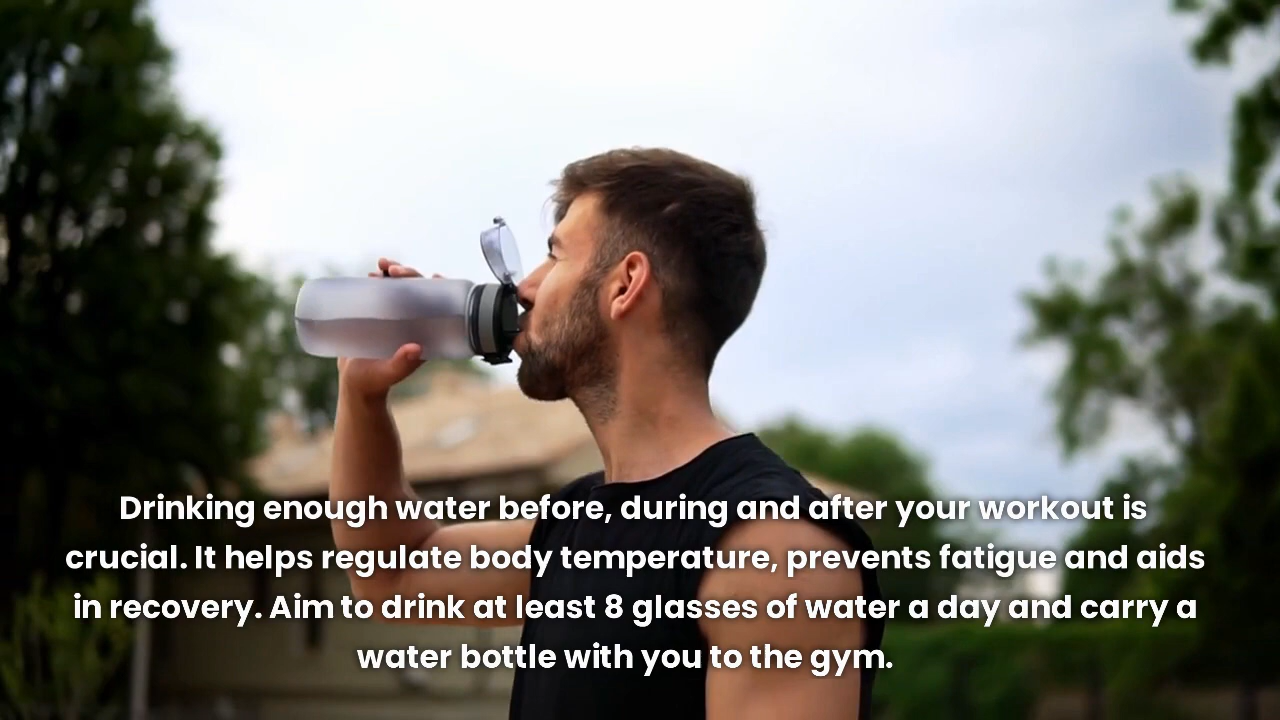 Drinking enough water before, during and after your workout is
crucial. It helps regulate body temperature, prevents fatigue and aids
in recovery. Aim to drink at least 8 glasses of water a day and carry a
water bottle with you to the gym.